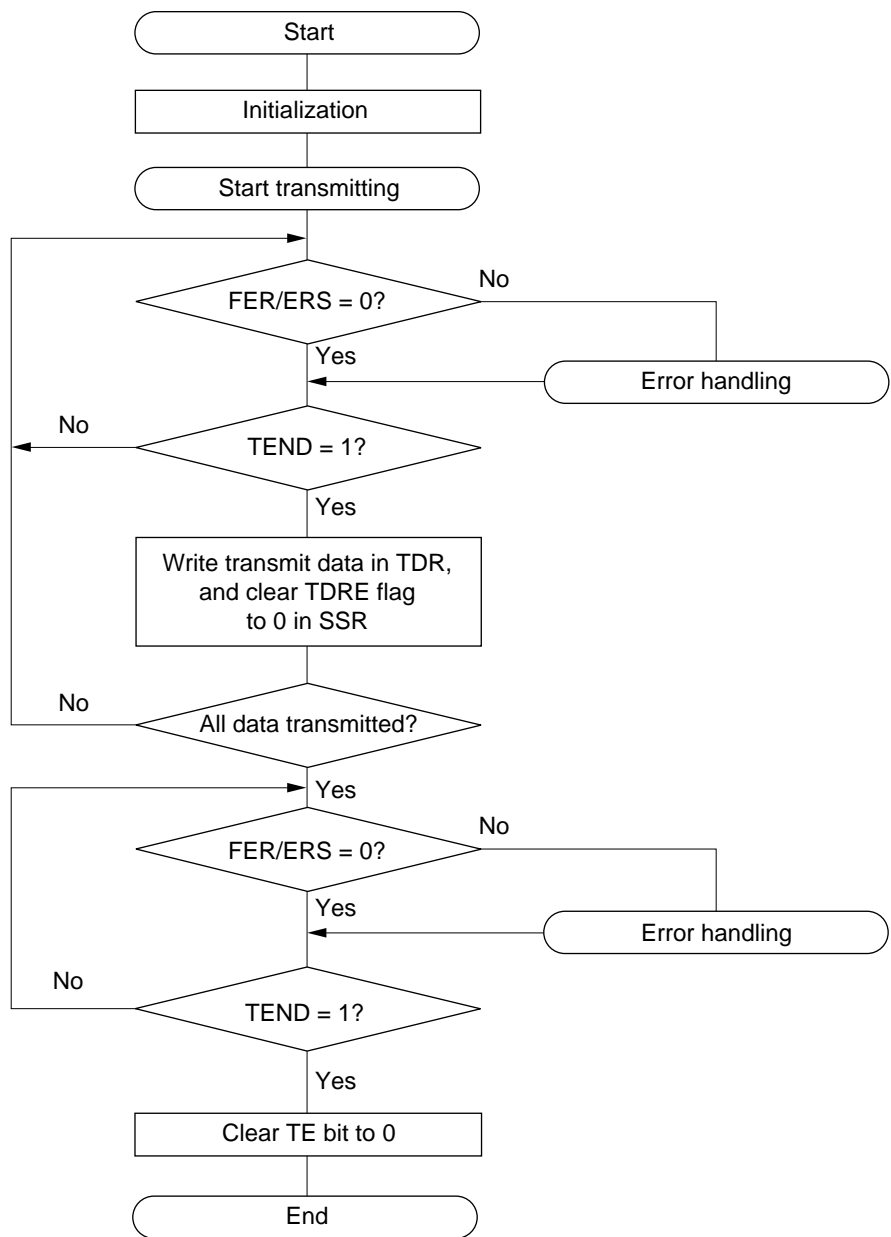 Start
Initialization
Start transmitting
FER/ERS = 0?
No
Yes
Error handling
No
TEND = 1?
Yes
Write transmit data in TDR,
and clear TDRE flag
to 0 in SSR
No
All data transmitted?
Yes
FER/ERS = 0?
No
Yes
Error handling
No
TEND = 1?
Yes
Clear TE bit to 0
End